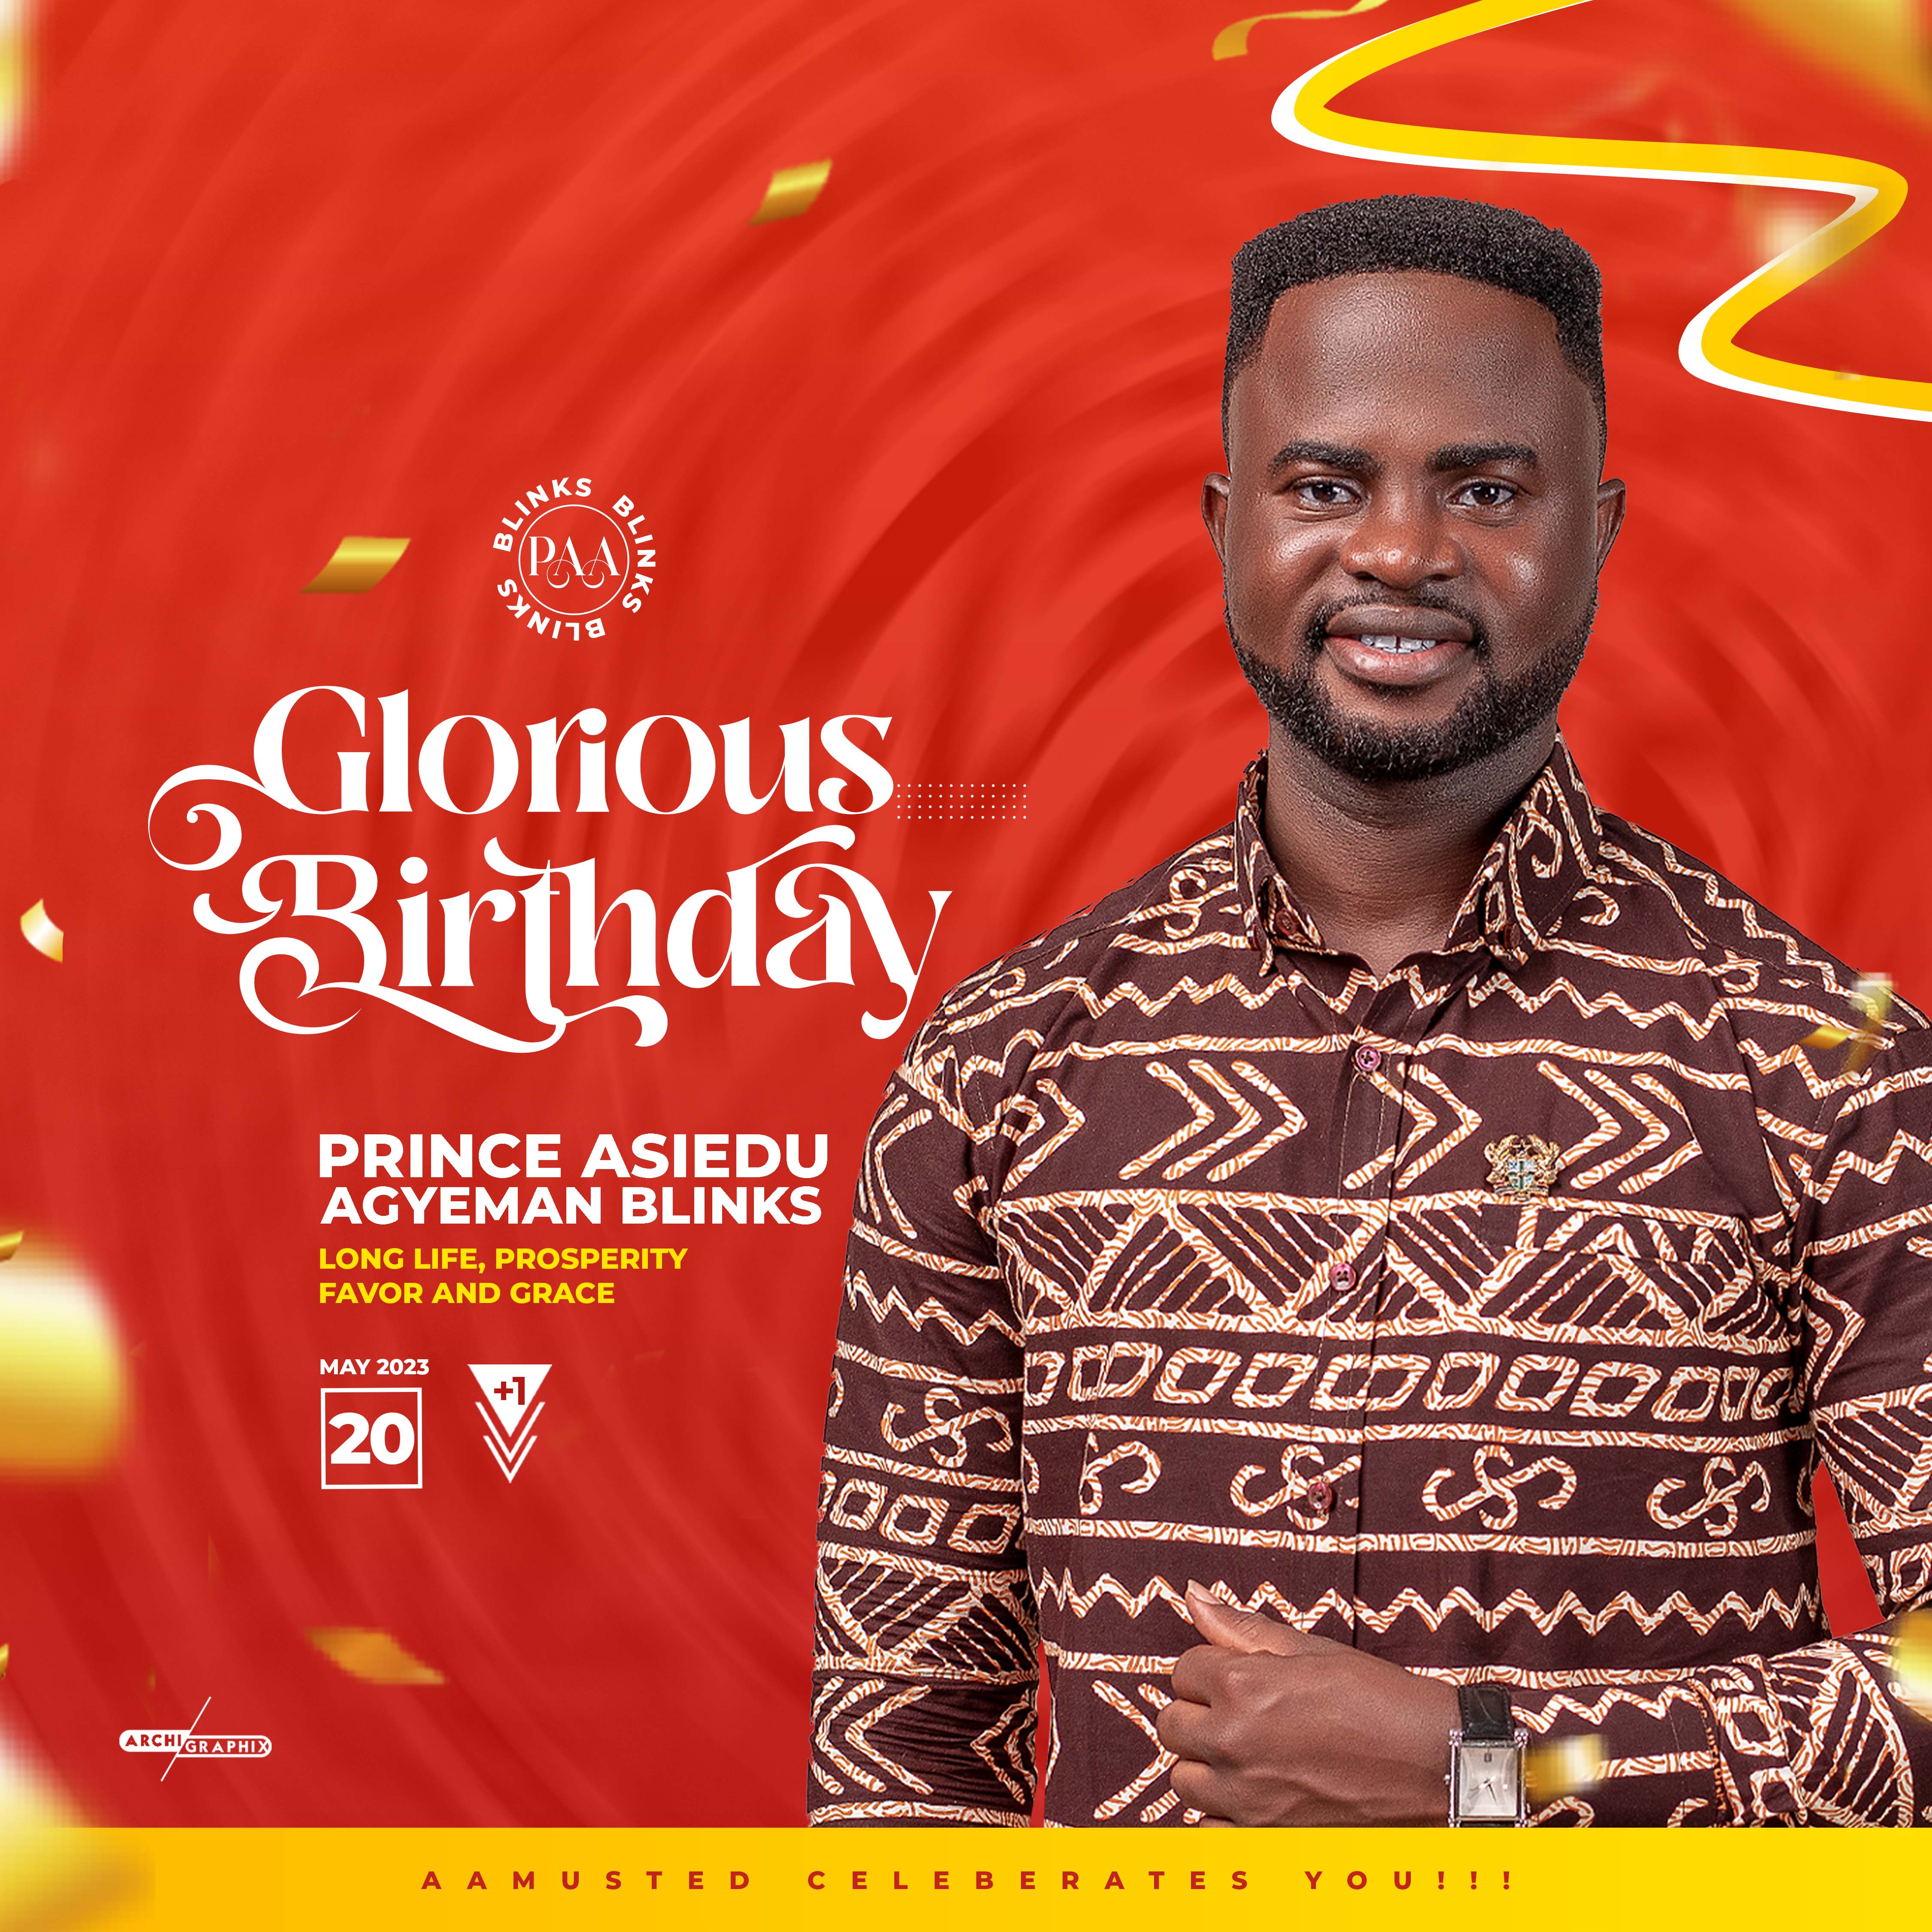 BLINKS BLINKS BLINKS
PAA
Glorious
Birthday
PRINCE ASIEDU
AGYEMAN BLINKS
LONG LIFE, PROSPERITY
FAVOR AND GRACE
MAY 2023
20
+1
ARCHI GRAPHIX
AAMUSTED CELEBERATES YOU!!!